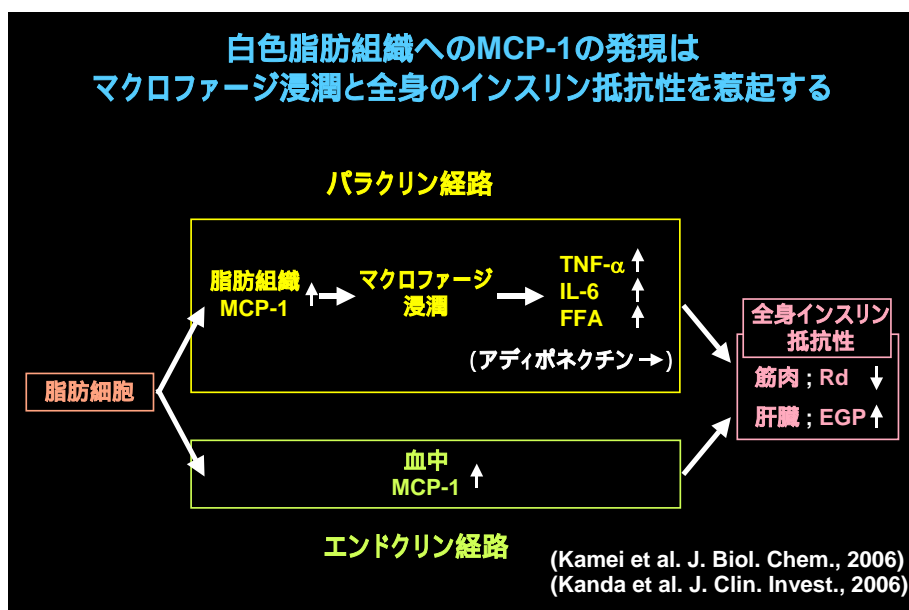 白色脂肪組織へのMCP-1の発現は
マクロファージ浸潤と全身のインスリン抵抗性を惹起する
パラクリン経路
脂肪組織
MCP-1 ↑
→
マクロファージ
浸潤
→
TNF-α ↑
IL-6 ↑
FFA ↑
(アディポネクチン →)
脂肪細胞
全身インスリン
抵抗性
筋肉 ; Rd ↓
肝臓 ; EGP ↑
血中
MCP-1 ↑
エンドクリン経路
(Kamei et al. J. Biol. Chem., 2006)
(Kanda et al. J. Clin. Invest., 2006)